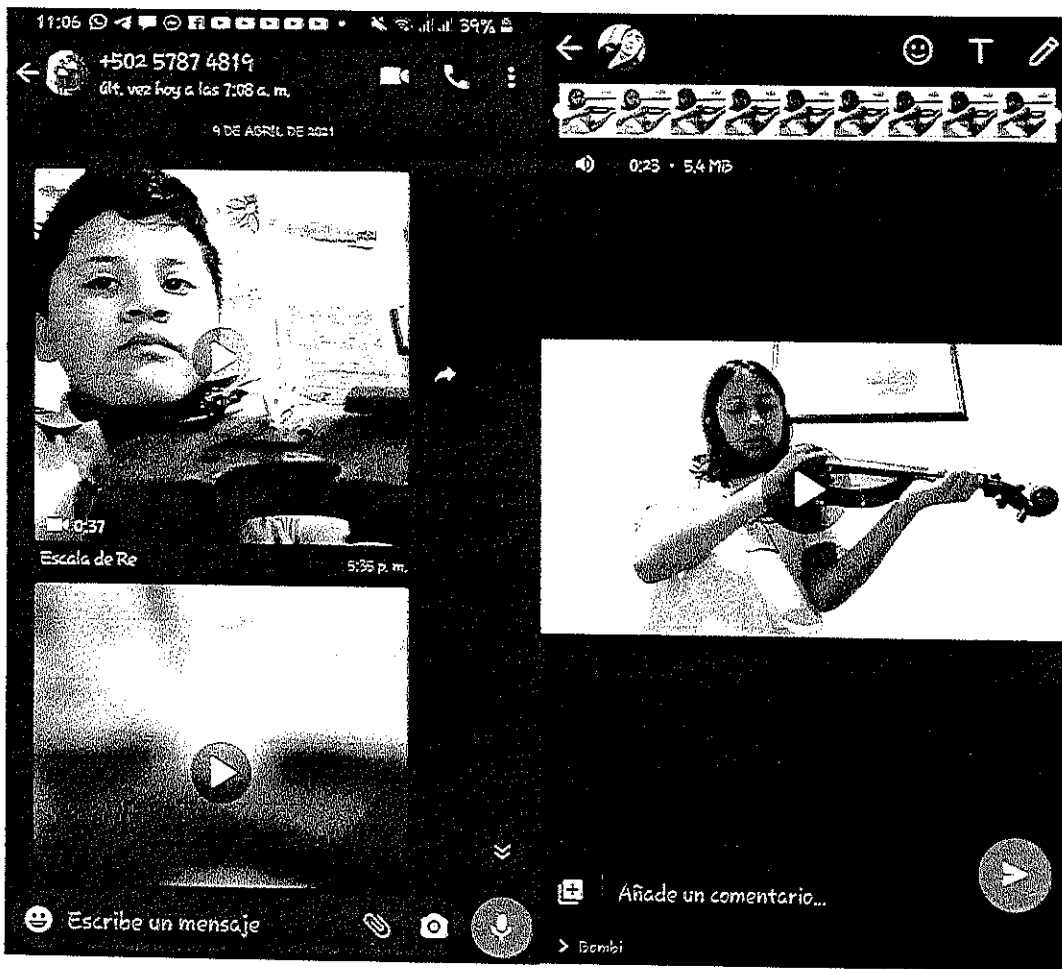 11:06
39%
+502 5787 4819
últ. vez hoy a las 7:08 a. m.
9 DE ABRIL DE 2021
0:37
Escala de Re
5:35 p. m.
Escribe un mensaje
T
0:23 • 5,4 MB
Añade un comentario...
> Bombi